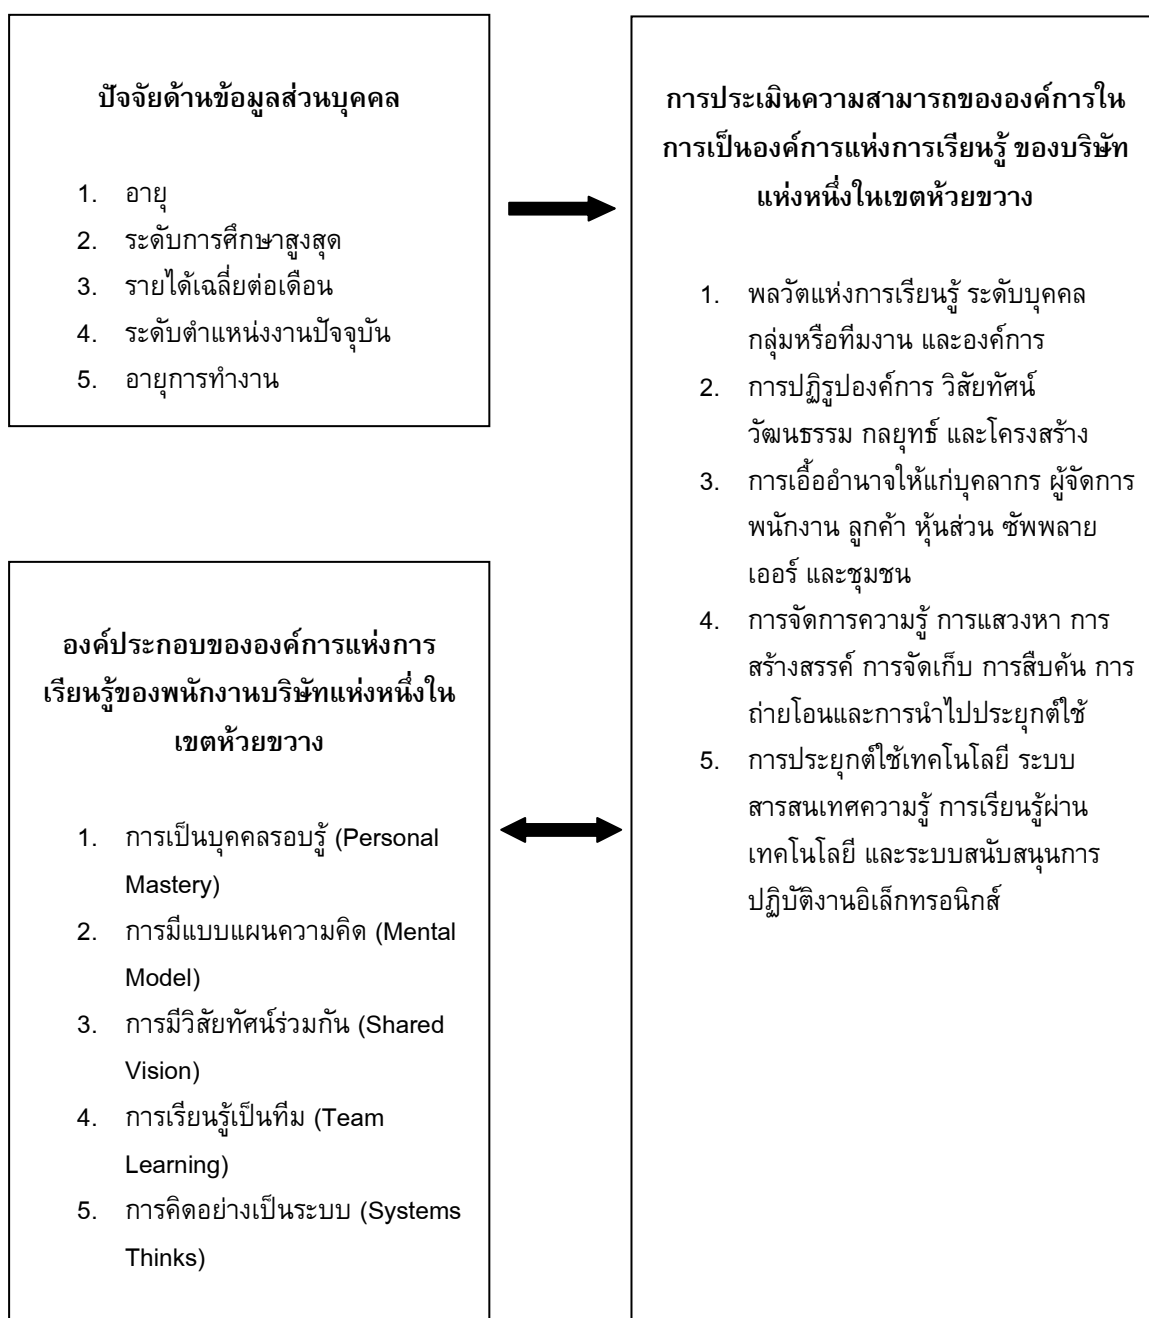 ปัจจัยด้านข้อมูลส่วนบุคคล
1. อายุ
2. ระดับการศึกษาสูงสุด
3. รายได้เฉลี่ยต่อเดือน
4. ระดับตำแหน่งงานปัจจุบัน
5. อายุการทำงาน
องค์ประกอบขององค์การแห่งการ
เรียนรู้ของพนักงานบริษัทแห่งหนึ่งใน
เขตห้วยขวาง
1. การเป็นบุคคลรอบรู้ (Personal
Mastery)
2. การมีแบบแผนความคิด (Mental
Model)
3. การมีวิสัยทัศน์ร่วมกัน (Shared
Vision)
4. การเรียนรู้เป็นทีม (Team
Learning)
5. การคิดอย่างเป็นระบบ (Systems
Thinks)
การประเมินความสามารถขององค์การใน
การเป็นองค์การแห่งการเรียนรู้ ของบริษัท
แห่งหนึ่งในเขตห้วยขวาง
1. พลวัตแห่งการเรียนรู้ ระดับบุคคล
กลุ่มหรือทีมงาน และองค์การ
2. การปฏิรูปองค์การ วิสัยทัศน์
วัฒนธรรม กลยุทธ์ และโครงสร้าง
3. การเอื้ออำนาจให้แก่บุคลากร ผู้จัดการ
พนักงาน ลูกค้า หุ้นส่วน ซัพพลาย
เออร์ และชุมชน
4. การจัดการความรู้ การแสวงหา การ
สร้างสรรค์ การจัดเก็บ การสืบค้น การ
ถ่ายโอนและการนำไปประยุกต์ใช้
5. การประยุกต์ใช้เทคโนโลยี ระบบ
สารสนเทศความรู้ การเรียนรู้ผ่าน
เทคโนโลยี และระบบสนับสนุนการ
ปฏิบัติงานอิเล็กทรอนิกส์